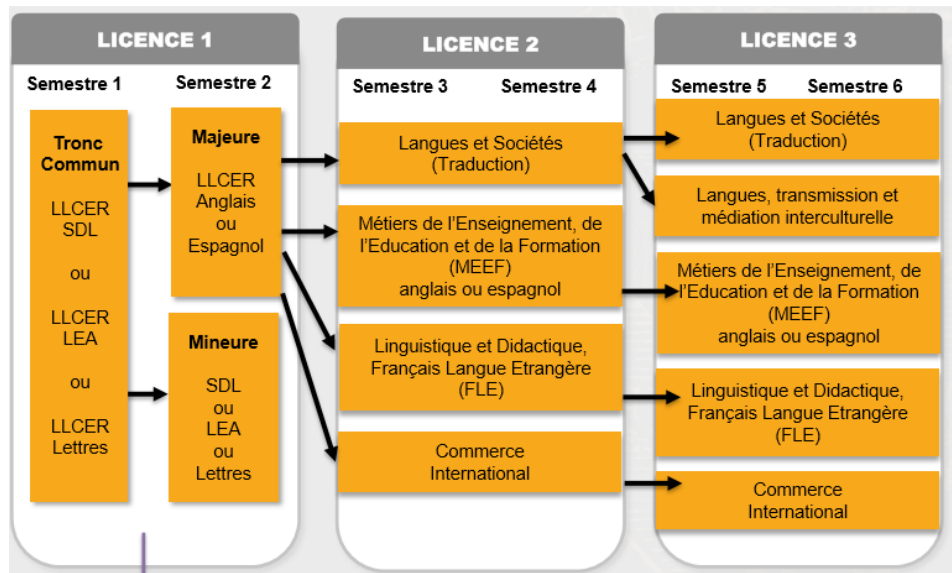 LICENCE 1
Semestre 1
Semestre 2
Tronc
Commun
LLCER
SDL
ou
LLCER
LEA
ou
LLCER
Lettres
Majeure
LLCER
Anglais
ou
Espagnol
Mineure
SDL
ou
LEA
ou
Lettres
LICENCE 2
Semestre 3
Semestre 4
Langues et Sociétés
(Traduction)
Métiers de l'Enseignement, de
l'Education et de la Formation
(MEEF)
anglais ou espagnol
Linguistique et Didactique,
Français Langue Etrangère
(FLE)
Commerce
International
LICENCE 3
Semestre 5
Semestre 6
Langues et Sociétés
(Traduction)
Langues, transmission et
médiation interculturelle
Métiers de l'Enseignement, de
l'Education et de la Formation
(MEEF)
anglais ou espagnol
Linguistique et Didactique,
Français Langue Etrangère
(FLE)
Commerce
International